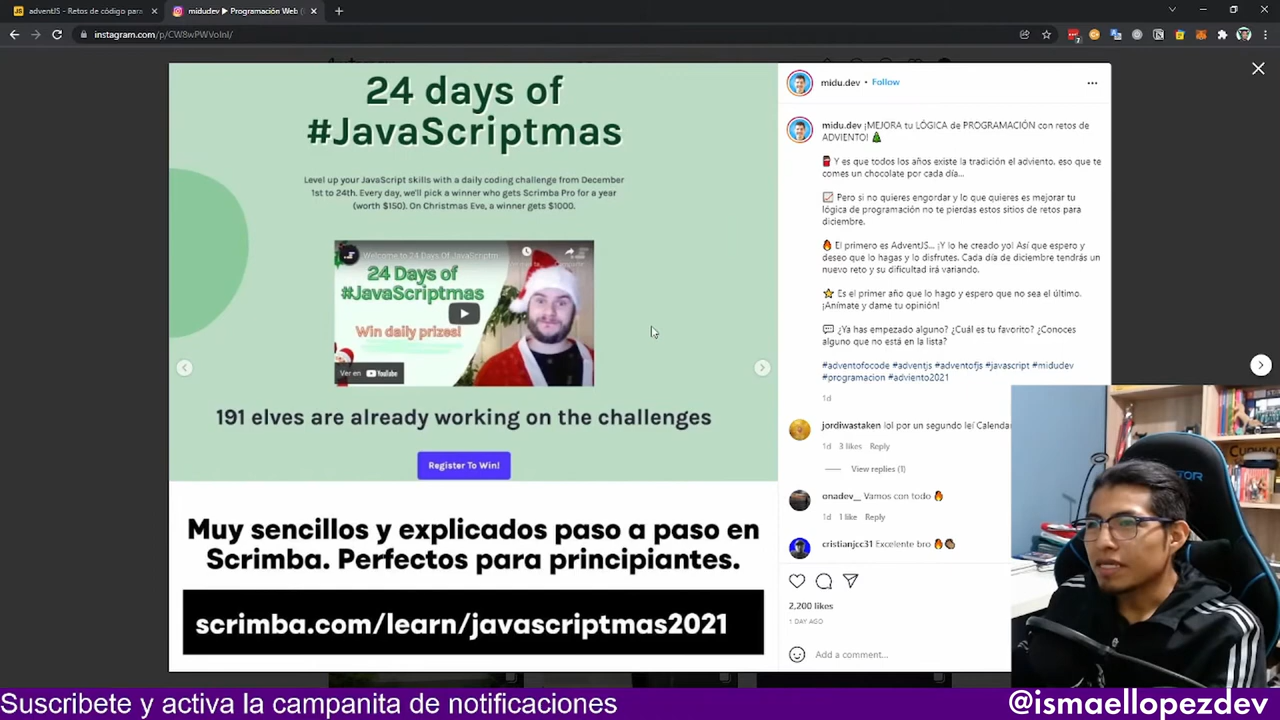 adventJS - Retos de código para
midudev ▶ Programación Web (
instagram.com/p/CW8wPWVoInI/
24 days of
#JavaScriptmas
Level up your JavaScript skills with a daily coding challenge from December
1st to 24th. Every day, we'll pick a winner who gets Scrimba Pro for a year
(worth $150). On Christmas Eve, a winner gets $1000.
Welcome to 24 Days Of JavaScriptm
24 Days of
#JavaScriptmas
Win daily prizes!
Ver en YouTube
191 elves are already working on the challenges
Register To Win!
Muy sencillos y explicados paso a paso en
Scrimba. Perfectos para principiantes.
scrimba.com/learn/javascriptmas2021
midu.dev • Follow
midu.dev ¡MEJORA tu LÓGICA de PROGRAMACIÓN con retos de
ADVIENTO! 🎄
🍫 Y es que todos los años existe la tradición el adviento. eso que te
comes un chocolate por cada día...
📈 Pero si no quieres engordar y lo que quieres es mejorar tu
lógica de programación no te pierdas estos sitios de retos para
diciembre.
🔥 El primero es AdventJS... ¡Y lo he creado yo! Así que espero y
deseo que lo hagas y lo disfrutes. Cada día de diciembre tendrás un
nuevo reto y su dificultad irá variando.
⭐ Es el primer año que lo hago y espero que no sea el último.
¡Anímate y dame tu opinión!
💬 ¿Ya has empezado alguno? ¿Cuál es tu favorito? ¿Conoces
alguno que no está en la lista?
#adventofcode #adventjs #adventofjs #javascript #midudev
#programacion #adviento2021
1d
jordiwastaken lol por un segundo leí Calenda
1d 3 likes Reply
View replies (1)
onadev__ Vamos con todo 🔥
1d 1 like Reply
cristianjcc31 Excelente bro 🔥
2,200 likes
1 DAY AGO
Add a comment...
Suscribete y activa la campanita de notificaciones
@ismaellopezdev